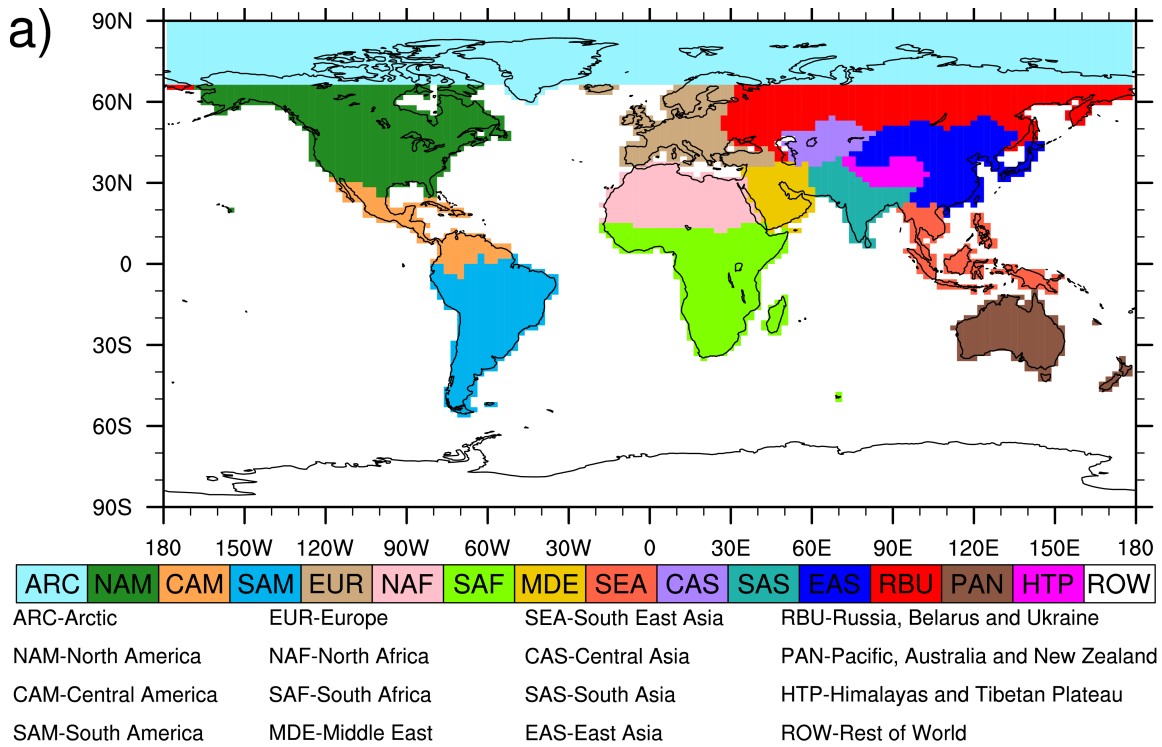 a)
90N
60N
30N
0
30S
60S
90S
180 150W 120W 90W 60W 30W 0 30E 60E 90E 120E 150E 180
ARC NAM CAM SAM EUR NAF SAF MDE SEA CAS SAS EAS RBU PAN HTP ROW
ARC-Arctic EUR-Europe SEA-South East Asia RBU-Russia, Belarus and Ukraine
NAM-North America NAF-North Africa CAS-Central Asia PAN-Pacific, Australia and New Zealand
CAM-Central America SAF-South Africa SAS-South Asia HTP-Himalayas and Tibetan Plateau
SAM-South America MDE-Middle East EAS-East Asia ROW-Rest of World